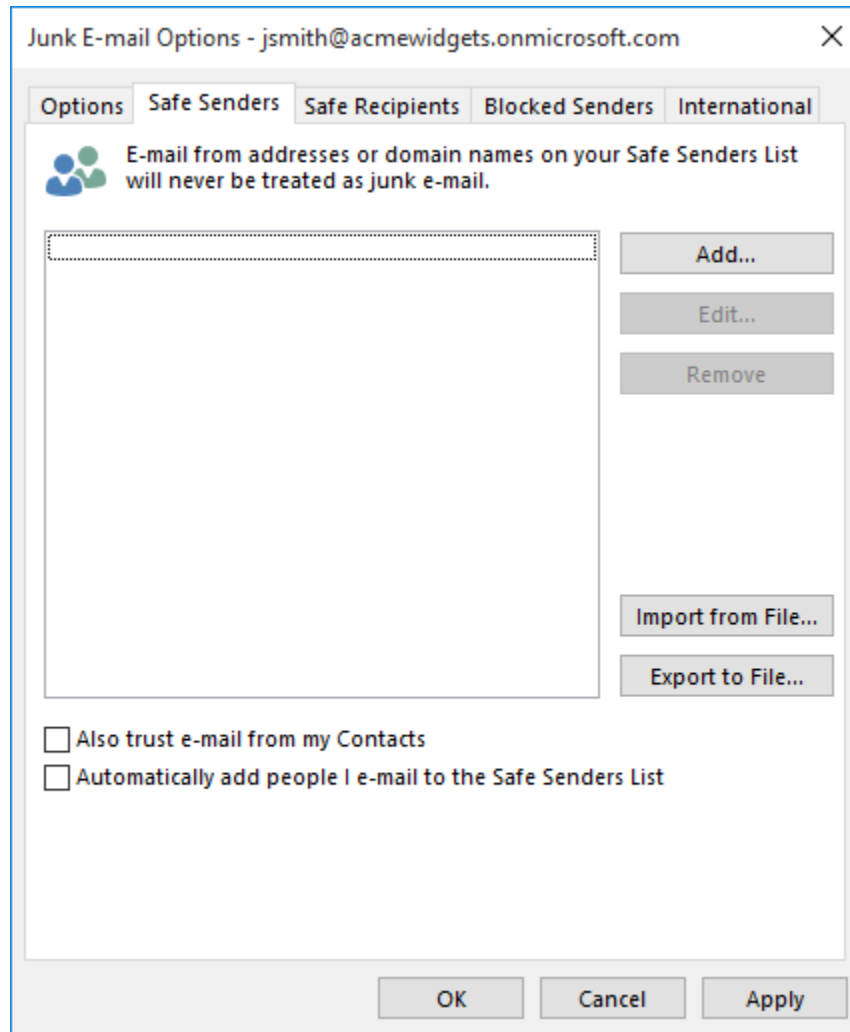 Junk E-mail Options - jsmith@acmewidgets.onmicrosoft.com
Options Safe Senders Safe Recipients Blocked Senders International
E-mail from addresses or domain names on your Safe Senders List
will never be treated as junk e-mail.
Add...
Edit...
Remove
Import from File...
Export to File...
Also trust e-mail from my Contacts
Automatically add people I e-mail to the Safe Senders List
OK Cancel Apply